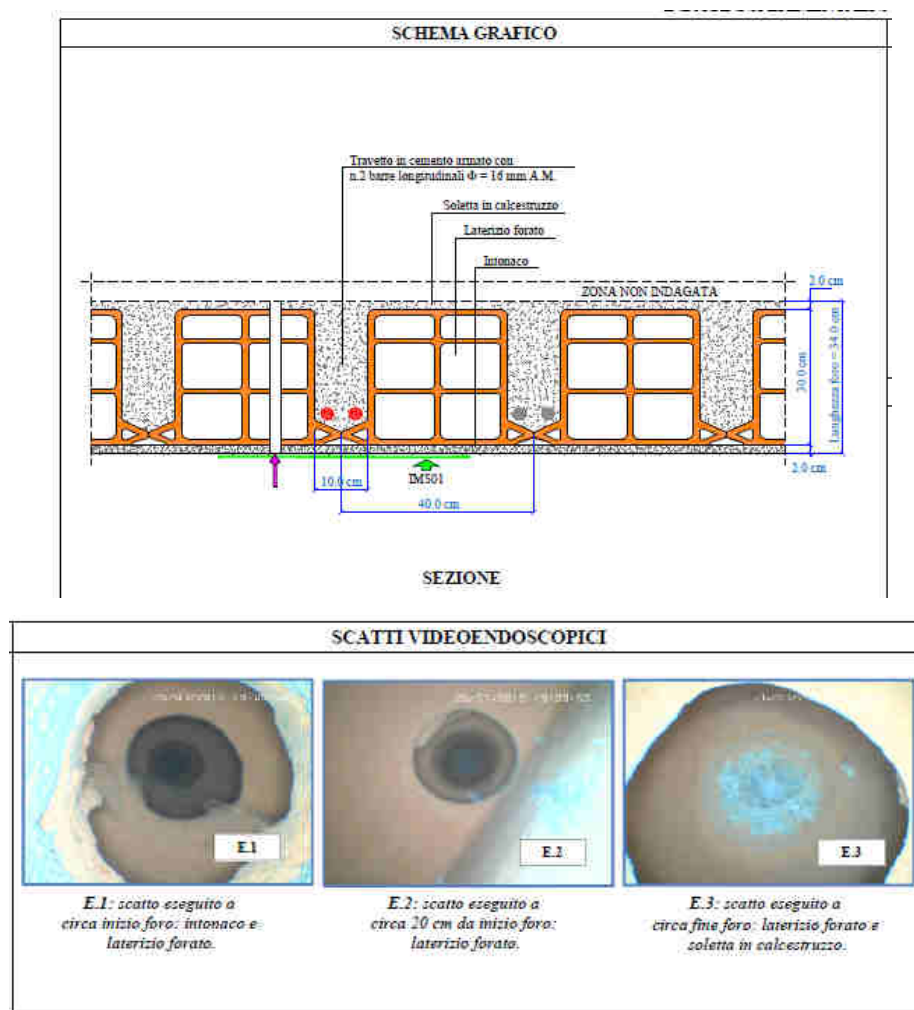 SCHEMA GRAFICO
Travetto in cemento armato con
n.2 barre longitudinali Φ = 16 mm A.M.
Soletta in calcestruzzo
Laterizio forato
Intonaco
ZONA NON INDAGATA
2.0 cm
30.0 cm
Lunghezza foro = 34.0 cm
2.0 cm
10.0 cm
IMS01
40.0 cm
SEZIONE
SCATTI VIDEOENDOSCOPICI
E.1
E.2
E.3
E.1: scatto eseguito a
circa inizio foro: intonaco e
laterizio forato.
E.2: scatto eseguito a
circa 20 cm da inizio foro:
laterizio forato.
E.3: scatto eseguito a
circa fine foro: laterizio forato e
soletta in calcestruzzo.